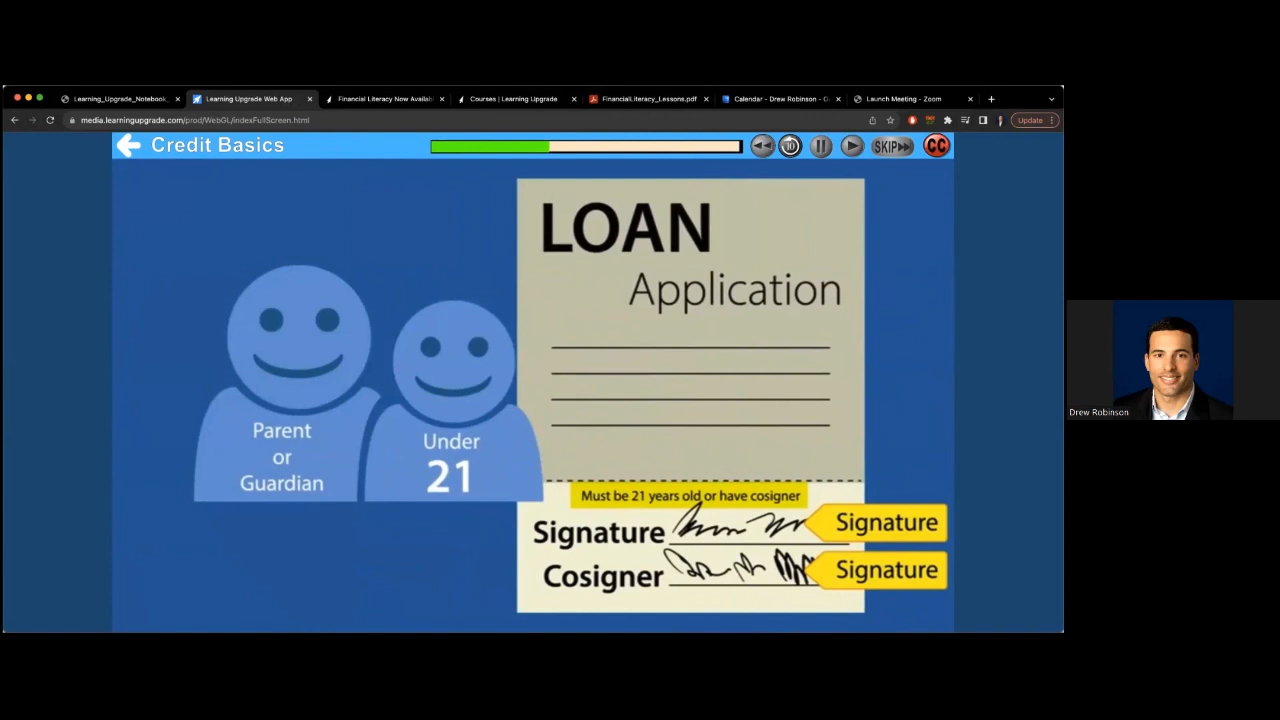 Learning_Upgrade_Notebook
Learning Upgrade Web App
Financial Literacy Now Availab
Courses | Learning Upgrade
FinancialLiteracy_Lessons.pdf
Calendar - Drew Robinson - O
Launch Meeting - Zoom
media.learningupgrade.com/prod/WebGL/indexFullScreen.html
Update
Credit Basics
10
SKIP
CC
LOAN
Application
Parent
or
Guardian
Under
21
Must be 21 years old or have cosigner
Signature
Signature
Cosigner
Signature
Drew Robinson